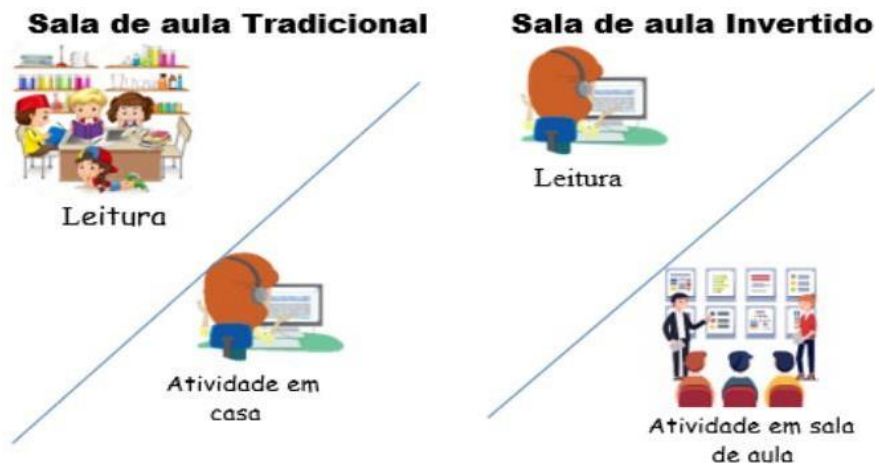 Sala de aula Tradicional
Leitura
Atividade em
casa
Sala de aula Invertido
Leitura
Atividade em sala
de aula